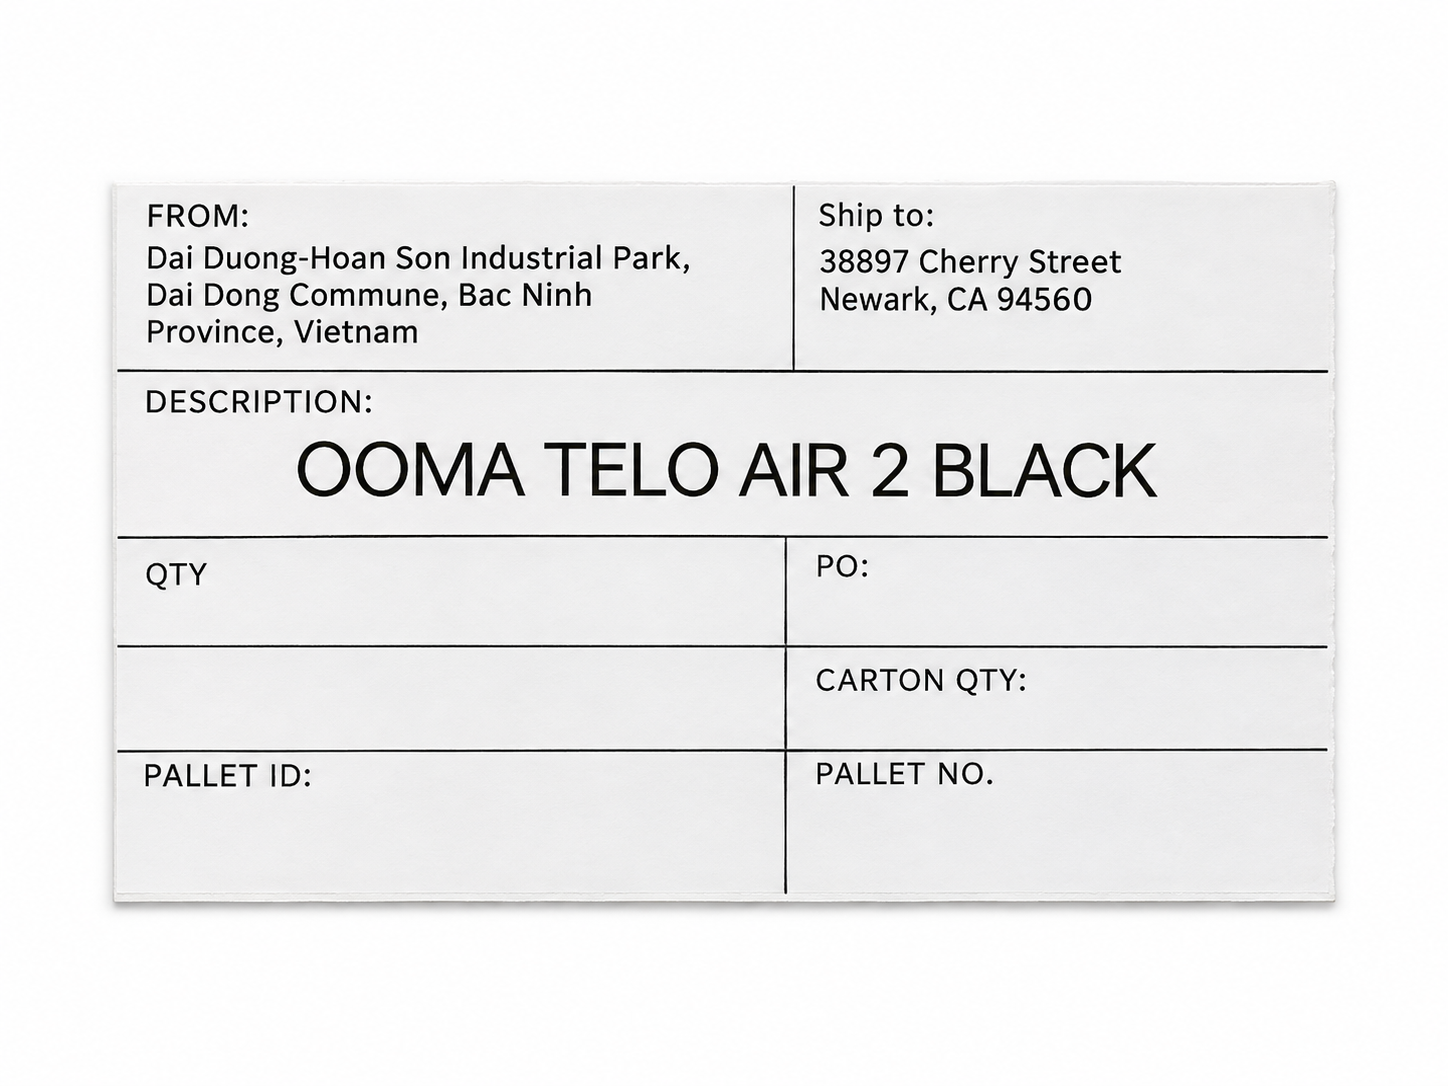 FROM:
Dai Duong-Hoan Son Industrial Park,
Dai Dong Commune, Bac Ninh
Province, Vietnam
Ship to:
38897 Cherry Street
Newark, CA 94560
DESCRIPTION:
OOMA TELO AIR 2 BLACK
QTY
PO:
CARTON QTY:
PALLET ID:
PALLET NO.